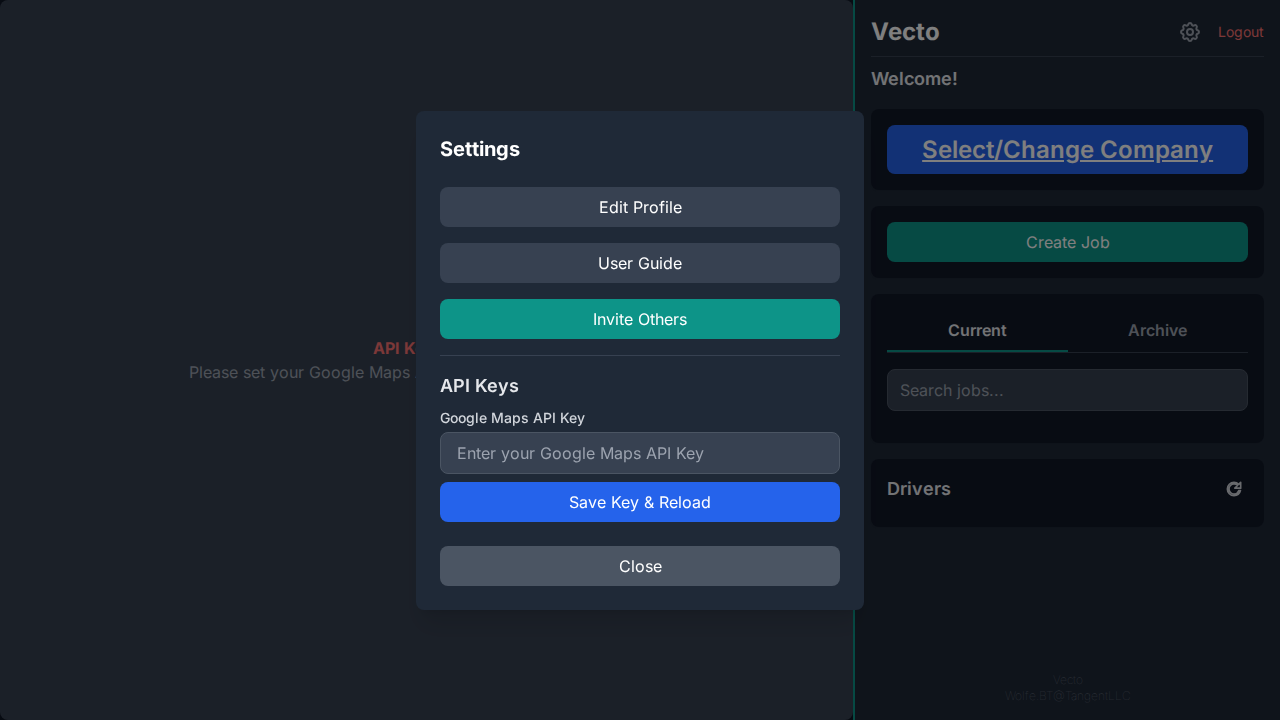 Vecto
Logout
Welcome!
Select/Change Company
Create Job
Current
Archive
Search jobs...
Drivers
Vecto
Wolfe BT@TangentLLC
API K
Please set your Google Maps
Settings
Edit Profile
User Guide
Invite Others
API Keys
Google Maps API Key
Enter your Google Maps API Key
Save Key & Reload
Close